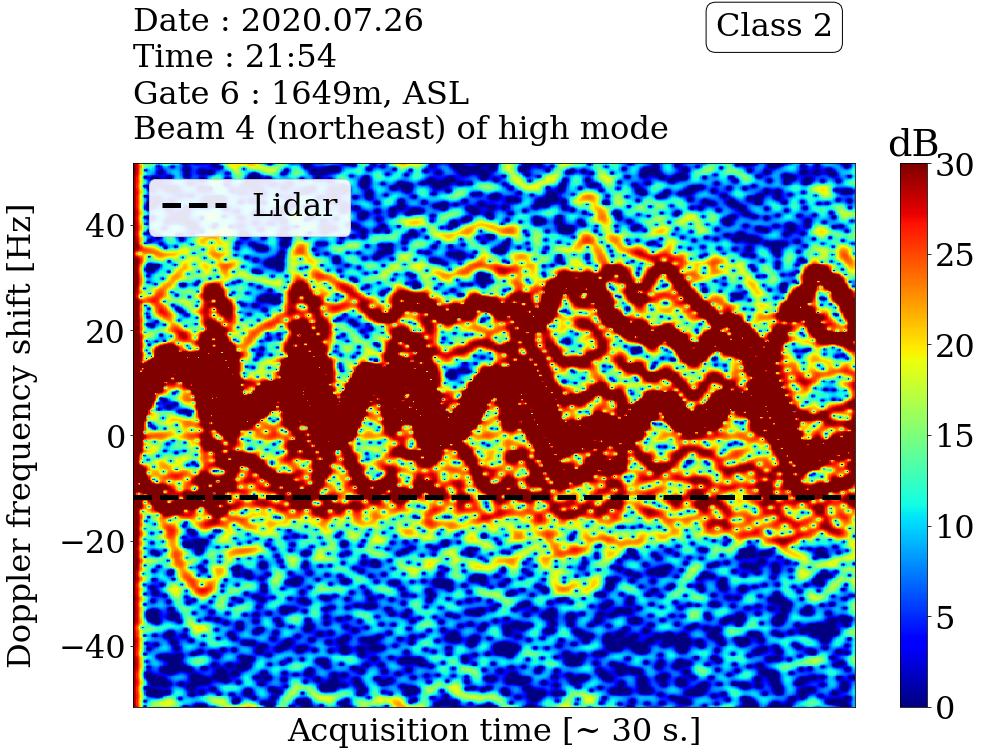 Date : 2020.07.26
Time : 21:54
Gate 6 : 1649m, ASL
Beam 4 (northeast) of high mode
Class 2
dB
Lidar
Doppler frequency shift [Hz]
40
20
0
−20
−40
Acquisition time [~ 30 s.]
30
25
20
15
10
5
0